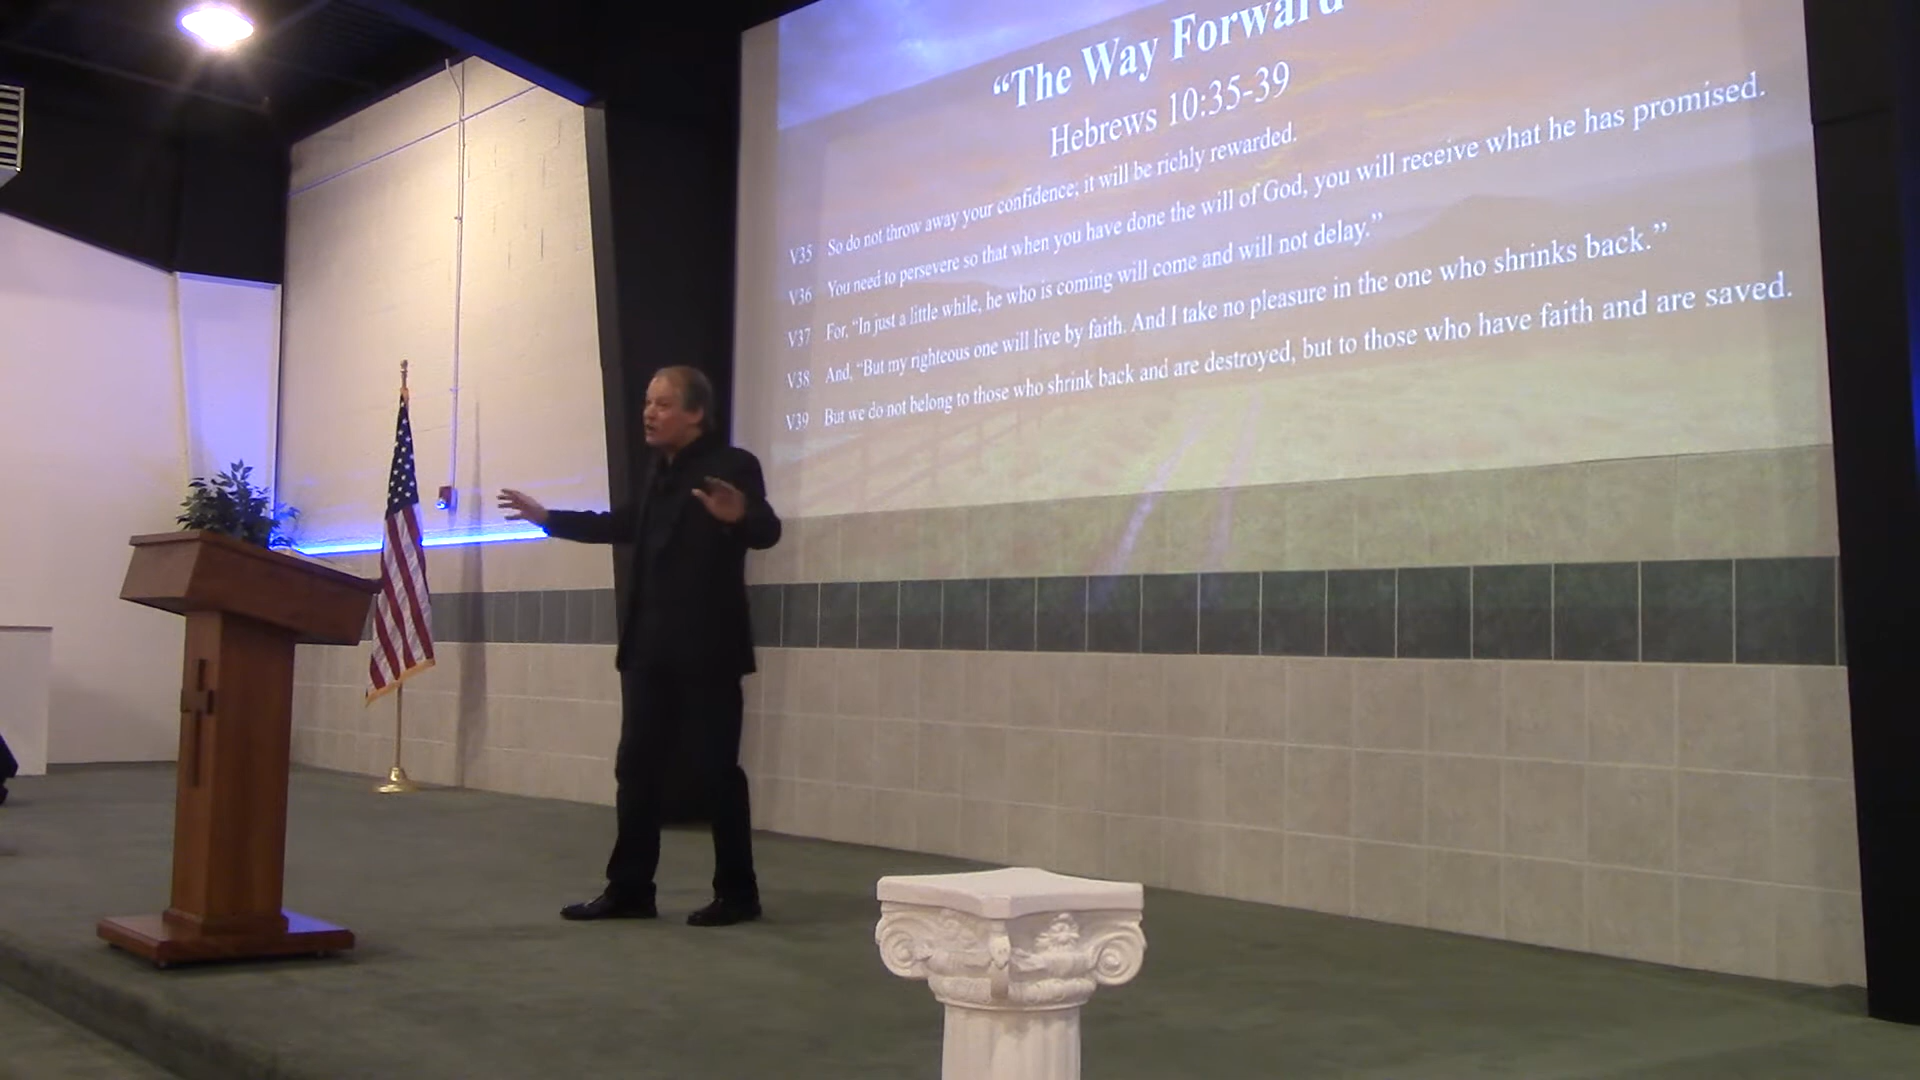 “The Way Forward
Hebrews 10:35-39
V35 So do not throw away your confidence; it will be richly rewarded.
V36 You need to persevere so that when you have done the will of God, you will receive what he has promised.
V37 For, “In just a little while, he who is coming will come and will not delay.”
V38 And, “But my righteous one will live by faith. And I take no pleasure in the one who shrinks back.”
V39 But we do not belong to those who shrink back and are destroyed, but to those who have faith and are saved.